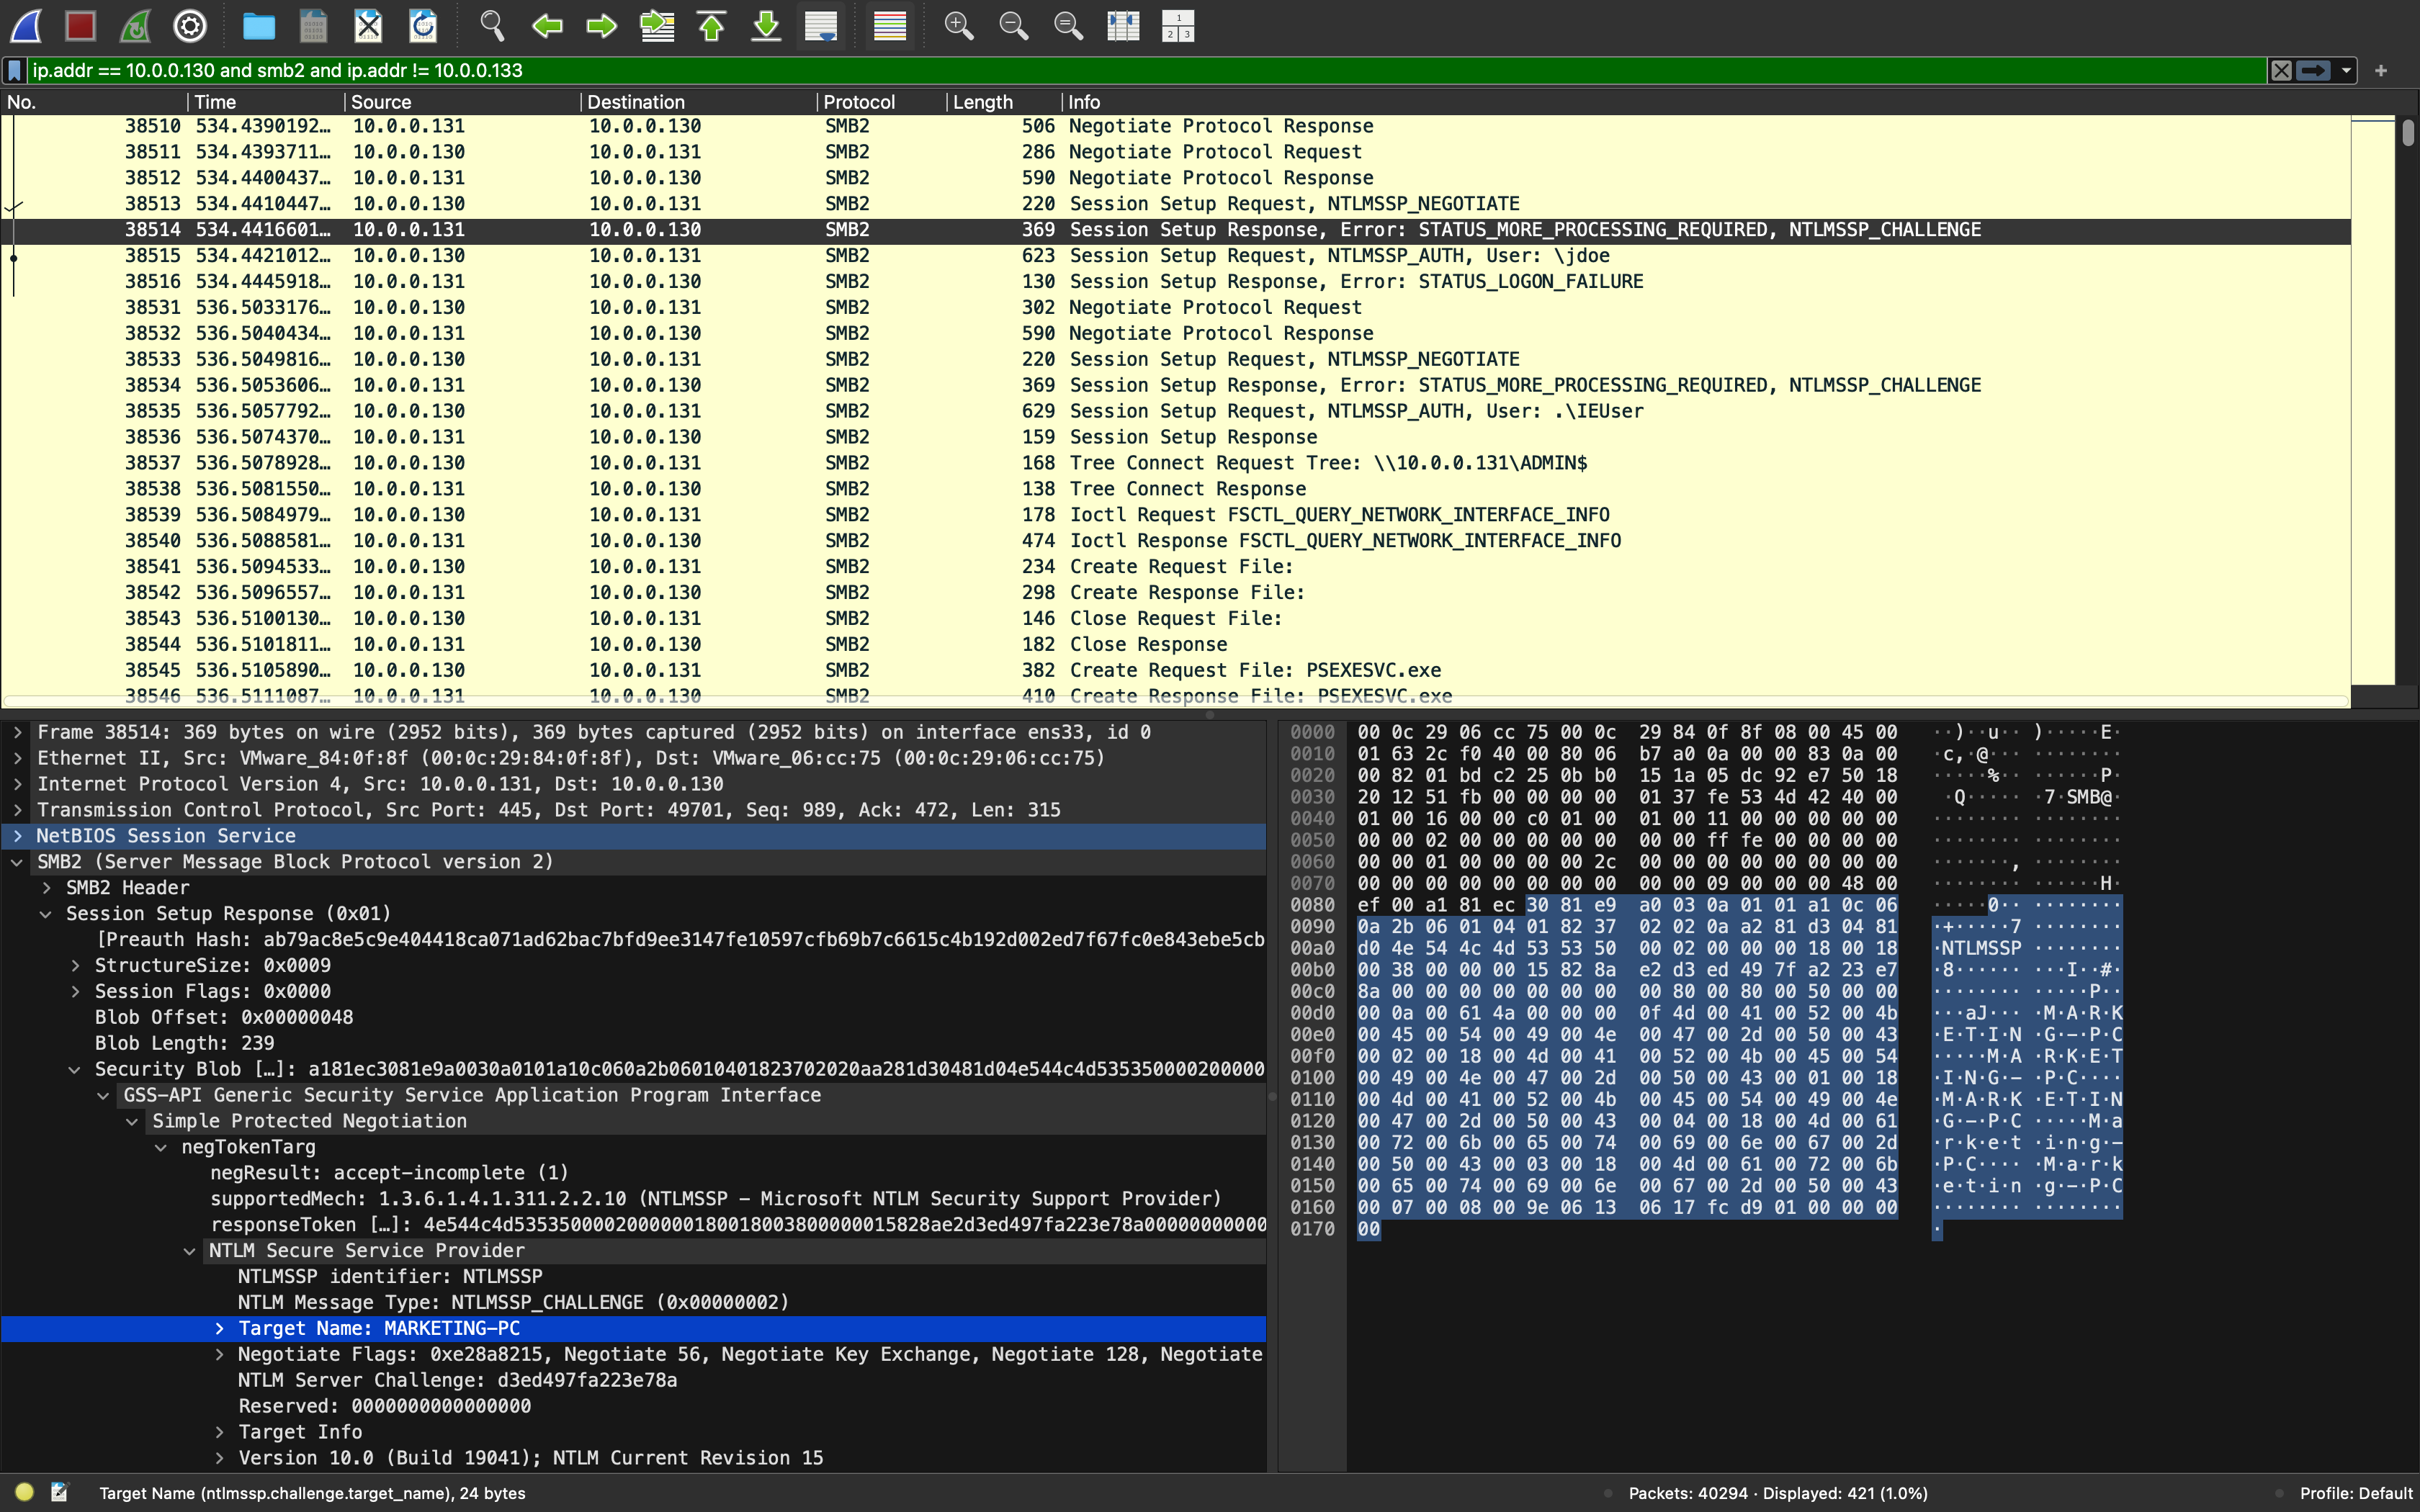 1
2 3
ip.addr == 10.0.0.130 and smb2 and ip.addr != 10.0.0.133
No. Time Source Destination Protocol Length Info
38510 534.4390192… 10.0.0.131 10.0.0.130 SMB2 506 Negotiate Protocol Response
38511 534.4393711… 10.0.0.130 10.0.0.131 SMB2 286 Negotiate Protocol Request
38512 534.4400437… 10.0.0.131 10.0.0.130 SMB2 590 Negotiate Protocol Response
38513 534.4410447… 10.0.0.130 10.0.0.131 SMB2 220 Session Setup Request, NTLMSSP_NEGOTIATE
38514 534.4416601… 10.0.0.131 10.0.0.130 SMB2 369 Session Setup Response, Error: STATUS_MORE_PROCESSING_REQUIRED, NTLMSSP_CHALLENGE
38515 534.4421012… 10.0.0.130 10.0.0.131 SMB2 623 Session Setup Request, NTLMSSP_AUTH, User: \jdoe
38516 534.4445918… 10.0.0.131 10.0.0.130 SMB2 130 Session Setup Response, Error: STATUS_LOGON_FAILURE
38531 536.5033176… 10.0.0.130 10.0.0.131 SMB2 302 Negotiate Protocol Request
38532 536.5040434… 10.0.0.131 10.0.0.130 SMB2 590 Negotiate Protocol Response
38533 536.5049816… 10.0.0.130 10.0.0.131 SMB2 220 Session Setup Request, NTLMSSP_NEGOTIATE
38534 536.5053606… 10.0.0.131 10.0.0.130 SMB2 369 Session Setup Response, Error: STATUS_MORE_PROCESSING_REQUIRED, NTLMSSP_CHALLENGE
38535 536.5057792… 10.0.0.130 10.0.0.131 SMB2 629 Session Setup Request, NTLMSSP_AUTH, User: .\IEUser
38536 536.5074370… 10.0.0.131 10.0.0.130 SMB2 159 Session Setup Response
38537 536.5078928… 10.0.0.130 10.0.0.131 SMB2 168 Tree Connect Request Tree: \\10.0.0.131\ADMIN$
38538 536.5081550… 10.0.0.131 10.0.0.130 SMB2 138 Tree Connect Response
38539 536.5084979… 10.0.0.130 10.0.0.131 SMB2 178 Ioctl Request FSCTL_QUERY_NETWORK_INTERFACE_INFO
38540 536.5088581… 10.0.0.131 10.0.0.130 SMB2 474 Ioctl Response FSCTL_QUERY_NETWORK_INTERFACE_INFO
38541 536.5094533… 10.0.0.130 10.0.0.131 SMB2 234 Create Request File:
38542 536.5096557… 10.0.0.131 10.0.0.130 SMB2 298 Create Response File:
38543 536.5100130… 10.0.0.130 10.0.0.131 SMB2 146 Close Request File:
38544 536.5101811… 10.0.0.131 10.0.0.130 SMB2 182 Close Response
38545 536.5105890… 10.0.0.130 10.0.0.131 SMB2 382 Create Request File: PSEXESVC.exe
38546 536.5111087… 10.0.0.131 10.0.0.130 SMB2 410 Create Response File: PSEXESVC.exe
Frame 38514: 369 bytes on wire (2952 bits), 369 bytes captured (2952 bits) on interface ens33, id 0
Ethernet II, Src: VMware_84:0f:8f (00:0c:29:84:0f:8f), Dst: VMware_06:cc:75 (00:0c:29:06:cc:75)
Internet Protocol Version 4, Src: 10.0.0.131, Dst: 10.0.0.130
Transmission Control Protocol, Src Port: 445, Dst Port: 49701, Seq: 989, Ack: 472, Len: 315
NetBIOS Session Service
SMB2 (Server Message Block Protocol version 2)
SMB2 Header
Session Setup Response (0x01)
[Preauth Hash: ab79ac8e5c9e404418ca071ad62bac7bfd9ee3147fe10597cfb69b7c6615c4b192d002ed7f67fc0e843ebe5cb
StructureSize: 0x0009
Session Flags: 0x0000
Blob Offset: 0x00000048
Blob Length: 239
Security Blob […]: a181ec3081e9a0030a0101a10c060a2b06010401823702020aa281d30481d04e544c4d5353500002000000
GSS-API Generic Security Service Application Program Interface
Simple Protected Negotiation
negTokenTarg
negResult: accept-incomplete (1)
supportedMech: 1.3.6.1.4.1.311.2.2.10 (NTLMSSP - Microsoft NTLM Security Support Provider)
responseToken […]: 4e544c4d5353500002000000180018003800000015828ae2d3ed497fa223e78a000000000000
NTLM Secure Service Provider
NTLMSSP identifier: NTLMSSP
NTLM Message Type: NTLMSSP_CHALLENGE (0x00000002)
Target Name: MARKETING-PC
Negotiate Flags: 0xe28a8215, Negotiate 56, Negotiate Key Exchange, Negotiate 128, Negotiate
NTLM Server Challenge: d3ed497fa223e78a
Reserved: 0000000000000000
Target Info
Version 10.0 (Build 19041); NTLM Current Revision 15
0000 00 0c 29 06 cc 75 00 0c 29 84 0f 8f 08 00 45 00 ··)··u·· )·····E·
0010 01 63 2c f0 40 00 80 06 b7 a0 0a 00 00 83 0a 00 ·c,·@··· ········
0020 00 82 01 bd c2 25 0b b0 15 1a 05 dc 92 e7 50 18 ·····%·· ······P·
0030 20 12 51 fb 00 00 00 00 01 37 fe 53 4d 42 40 00  ·Q····· ·7·SMB@·
0040 01 00 16 00 00 c0 01 00 01 00 11 00 00 00 00 00 ········ ········
0050 00 00 02 00 00 00 00 00 00 00 ff fe 00 00 00 00 ········ ········
0060 00 00 01 00 00 00 00 2c 00 00 00 00 00 00 00 00 ·······, ········
0070 00 00 00 00 00 00 00 00 00 00 09 00 00 00 48 00 ········ ······H·
0080 ef 00 a1 81 ec 30 81 e9 a0 03 0a 01 01 a1 0c 06 ·····0·· ········
0090 0a 2b 06 01 04 01 82 37 02 02 0a a2 81 d3 04 81 ·+·····7 ········
00a0 d0 4e 54 4c 4d 53 53 50 00 02 00 00 00 18 00 18 ·NTLMSSP ········
00b0 00 38 00 00 00 15 82 8a e2 d3 ed 49 7f a2 23 e7 ·8······ ···I··#·
00c0 8a 00 00 00 00 00 00 00 00 80 00 80 00 50 00 00 ········ ·····P··
00d0 00 0a 00 61 4a 00 00 00 0f 4d 00 41 00 52 00 4b ···aJ··· ·M·A·R·K
00e0 00 45 00 54 00 49 00 4e 00 47 00 2d 00 50 00 43 ·E·T·I·N ·G·-·P·C
00f0 00 02 00 18 00 4d 00 41 00 52 00 4b 00 45 00 54 ·····M·A ·R·K·E·T
0100 00 49 00 4e 00 47 00 2d 00 50 00 43 00 01 00 18 ·I·N·G·- ·P·C····
0110 00 4d 00 41 00 52 00 4b 00 45 00 54 00 49 00 4e ·M·A·R·K ·E·T·I·N
0120 00 47 00 2d 00 50 00 43 00 04 00 18 00 4d 00 61 ·G·-·P·C ·····M·a
0130 00 72 00 6b 00 65 00 74 00 69 00 6e 00 67 00 2d ·r·k·e·t ·i·n·g·-
0140 00 50 00 43 00 03 00 18 00 4d 00 61 00 72 00 6b ·P·C···· ·M·a·r·k
0150 00 65 00 74 00 69 00 6e 00 67 00 2d 00 50 00 43 ·e·t·i·n ·g·-·P·C
0160 00 07 00 08 00 9e 06 13 06 17 fc d9 01 00 00 00 ········ ········
0170 00 ·
Target Name (ntlmssp.challenge.target_name), 24 bytes
Packets: 40294 · Displayed: 421 (1.0%)
Profile: Default